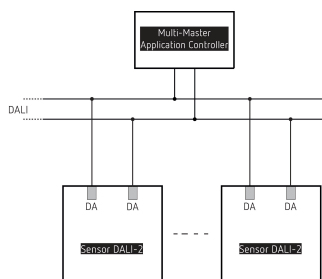 Multi-Master
Application Controller
DALI
DA DA DA DA
Sensor DALI-2 Sensor DALI-2